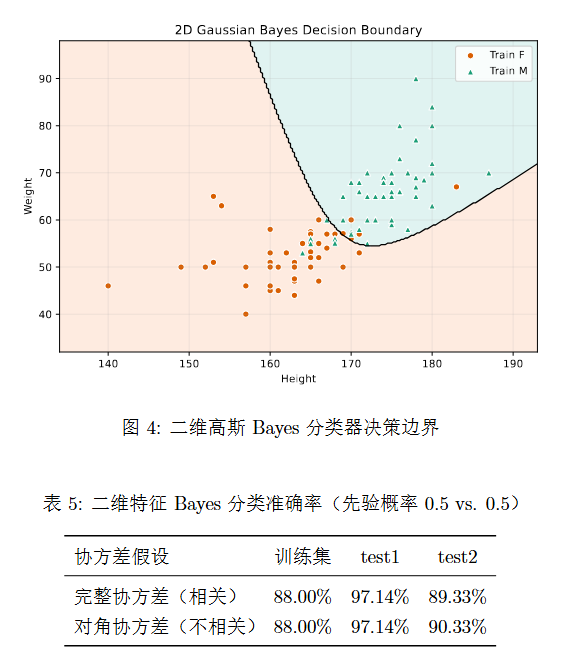 2D Gaussian Bayes Decision Boundary
Train F
Train M
90
80
70
60
50
40
Weight
140 150 160 170 180 190
Height
图 4: 二维高斯 Bayes 分类器决策边界
表 5: 二维特征 Bayes 分类准确率（先验概率 0.5 vs. 0.5）
协方差假设 训练集 test1 test2
完整协方差（相关） 88.00% 97.14% 89.33%
对角协方差（不相关） 88.00% 97.14% 90.33%